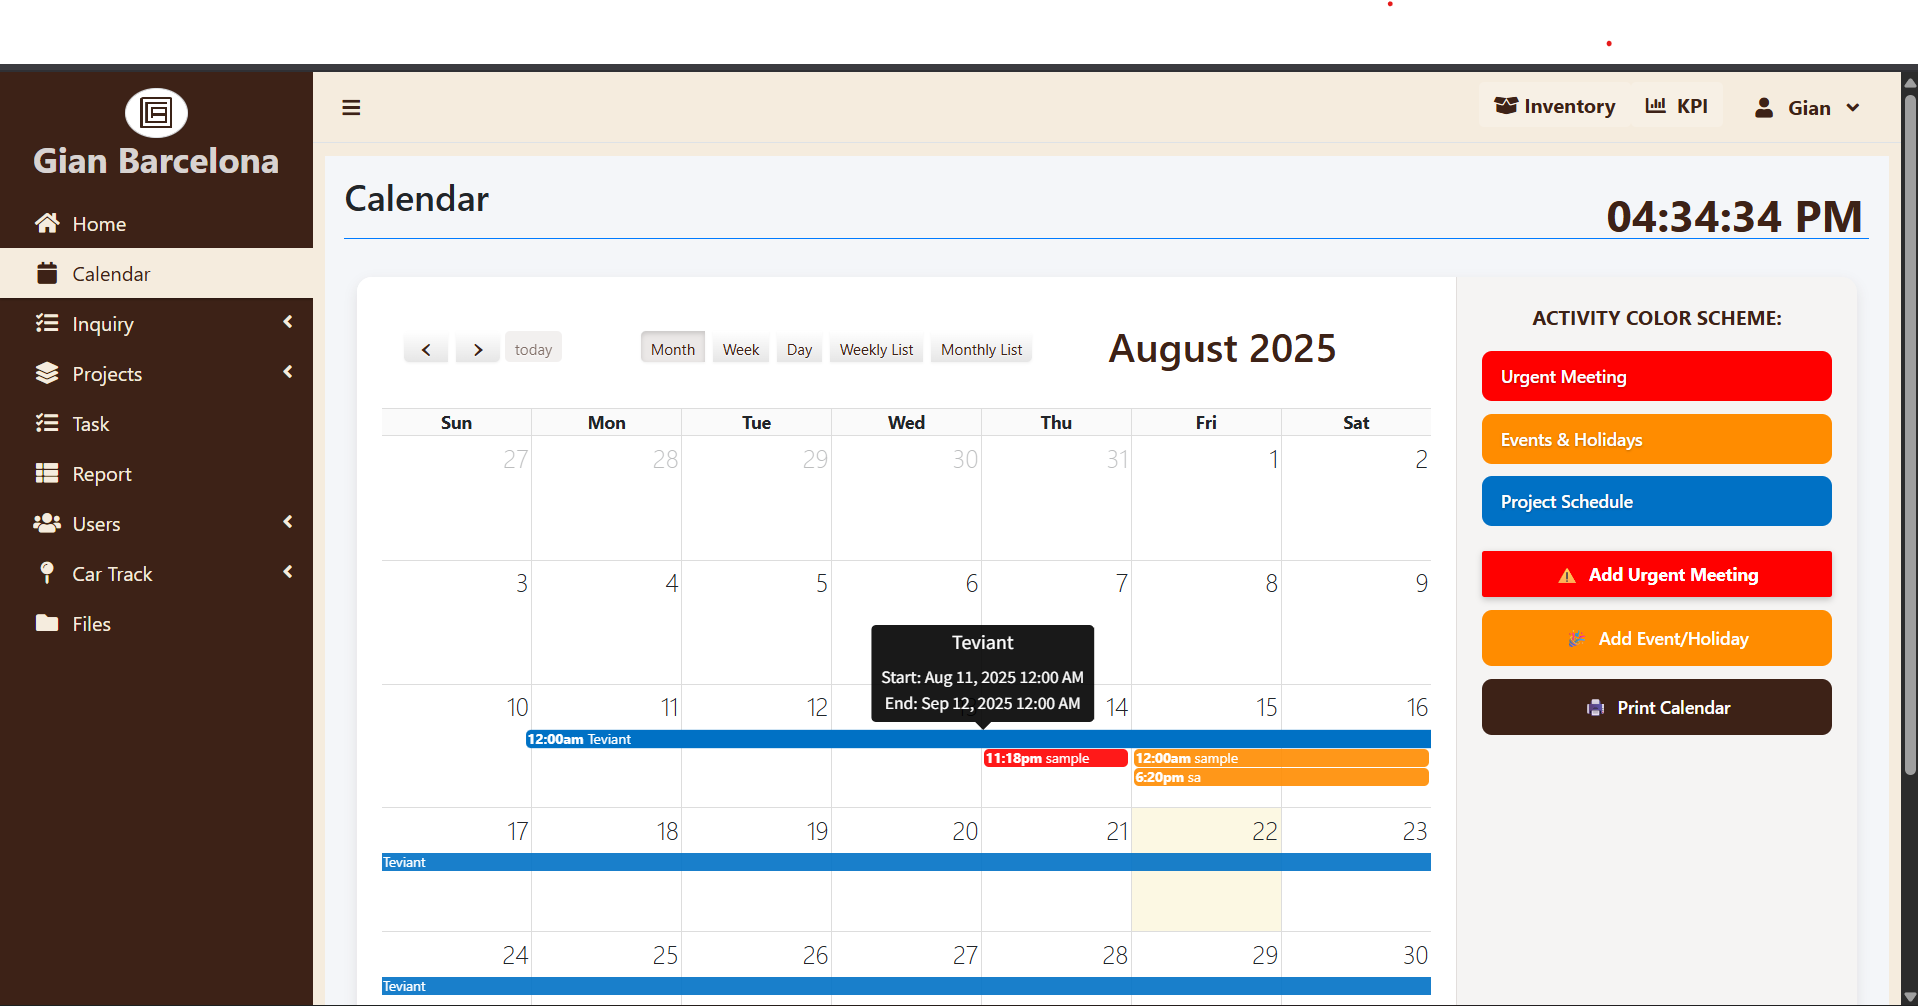 Gian Barcelona
Home
Calendar
Inquiry
Projects
Task
Report
Users
Car Track
Files
Inventory
KPI
Gian
Calendar
04:34:34 PM
today
Month
Week
Day
Weekly List
Monthly List
August 2025
Sun Mon Tue Wed Thu Fri Sat
27 28 29 30 31 1 2
3 4 5 6 7 8 9
Teviant
Start: Aug 11, 2025 12:00 AM
End: Sep 12, 2025 12:00 AM
10 11 12 14 15 16
12:00am Teviant
11:18pm sample
12:00am sample
6:20pm sa
17 18 19 20 21 22 23
Teviant
24 25 26 27 28 29 30
Teviant
ACTIVITY COLOR SCHEME:
Urgent Meeting
Events & Holidays
Project Schedule
Add Urgent Meeting
Add Event/Holiday
Print Calendar